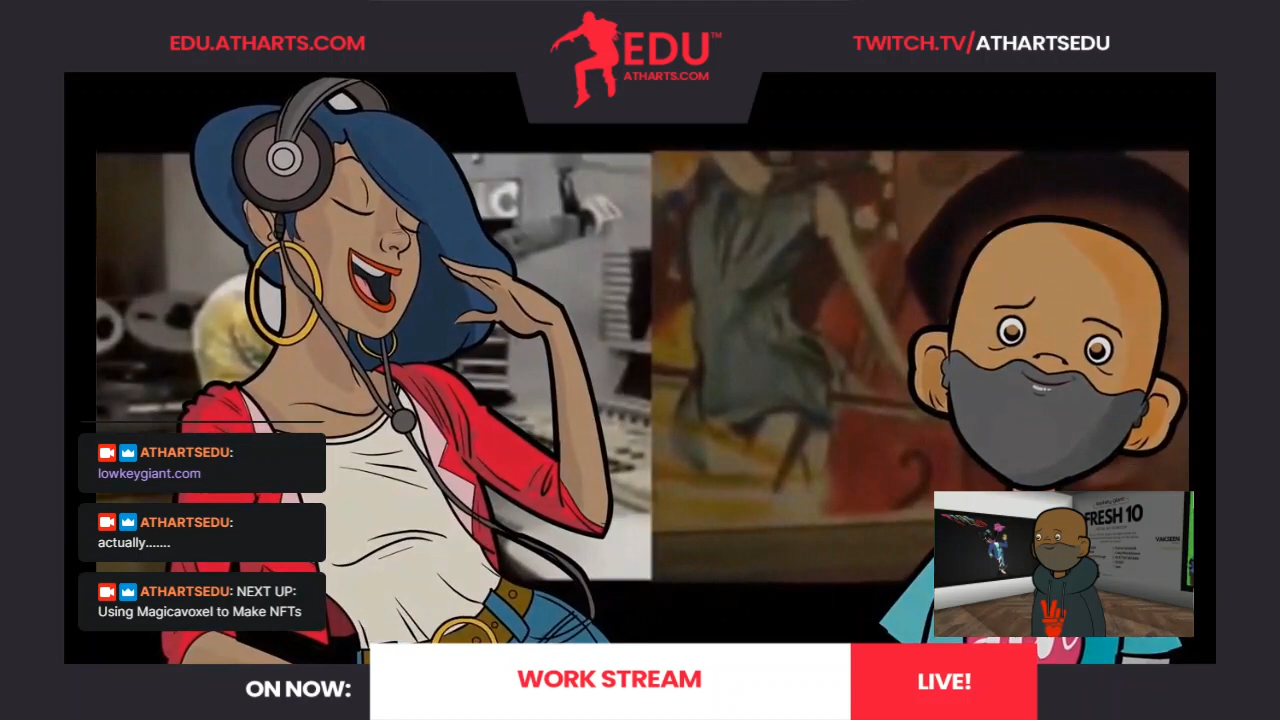 EDU.ATHARTS.COM
EDU™
ATHARTS.COM
TWITCH.TV/ATHARTSEDU
ATHARTSEDU:
lowkeygiant.com
ATHARTSEDU:
actually.......
ATHARTSEDU: NEXT UP:
Using Magicavoxel to Make NFTs
FRESH 10
VAKSEEN
ON NOW:
WORK STREAM
LIVE!